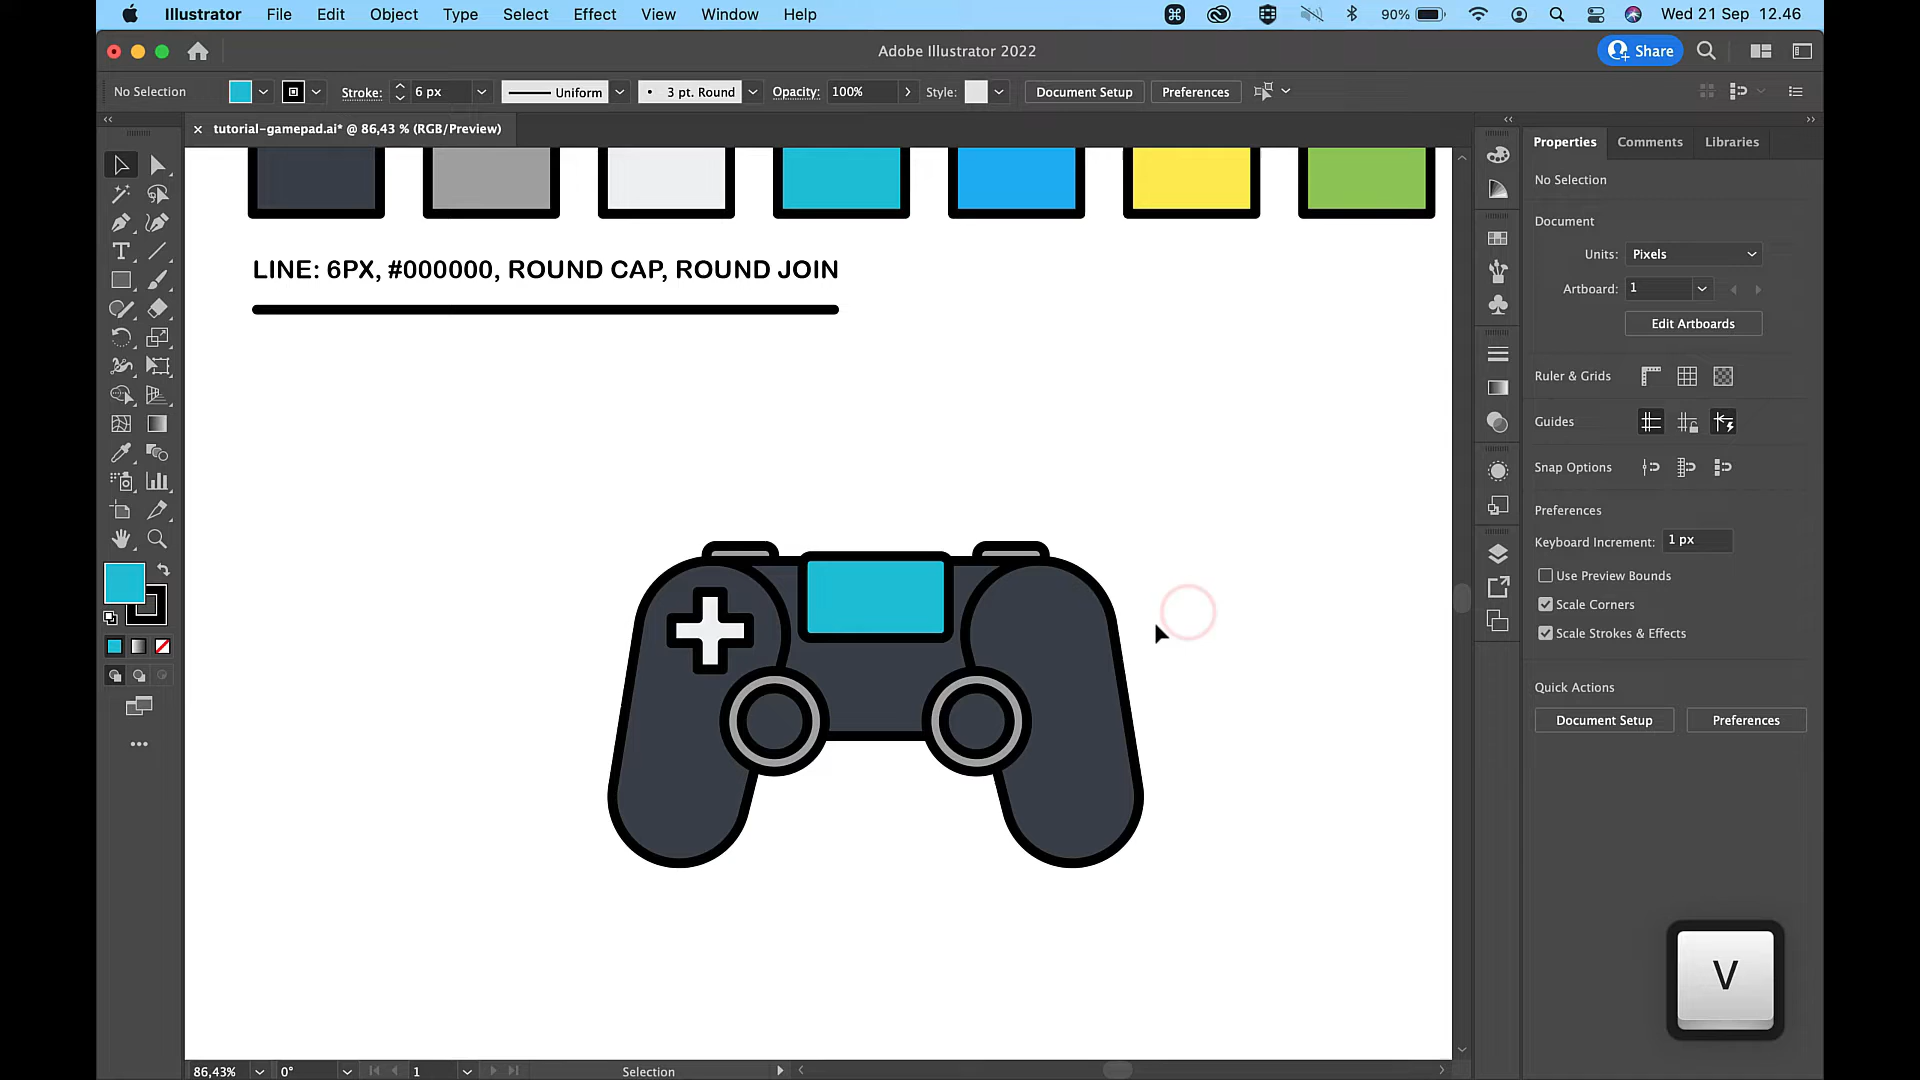 Illustrator File Edit Object Type Select Effect View Window Help 90% Wed 21 Sep 12.46
Adobe Illustrator 2022 Share
No Selection Stroke: 6 px Uniform 3 pt. Round Opacity: 100% Style: Document Setup Preferences
tutorial-gamepad.ai* @ 86,43 % (RGB/Preview)
Properties Comments Libraries
No Selection
Document
Units: Pixels
Artboard: 1
Edit Artboards
Ruler & Grids
Guides
Snap Options
Preferences
Keyboard Increment: 1 px
Use Preview Bounds
Scale Corners
Scale Strokes & Effects
Quick Actions
Document Setup Preferences
LINE: 6PX, #000000, ROUND CAP, ROUND JOIN
V
86,43% 0° 1 Selection